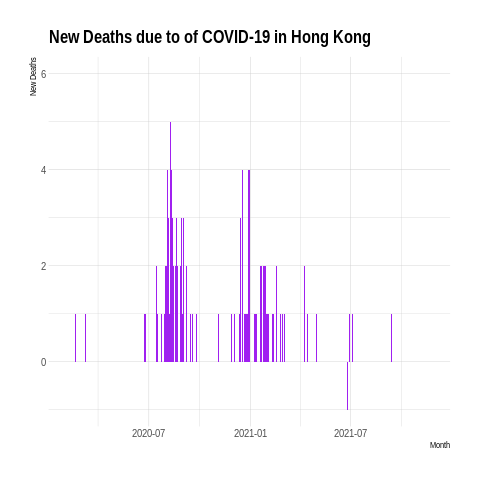 New Deaths due to of COVID-19 in Hong Kong
New Deaths
6
4
2
0
2020-07
2021-01
2021-07
Month